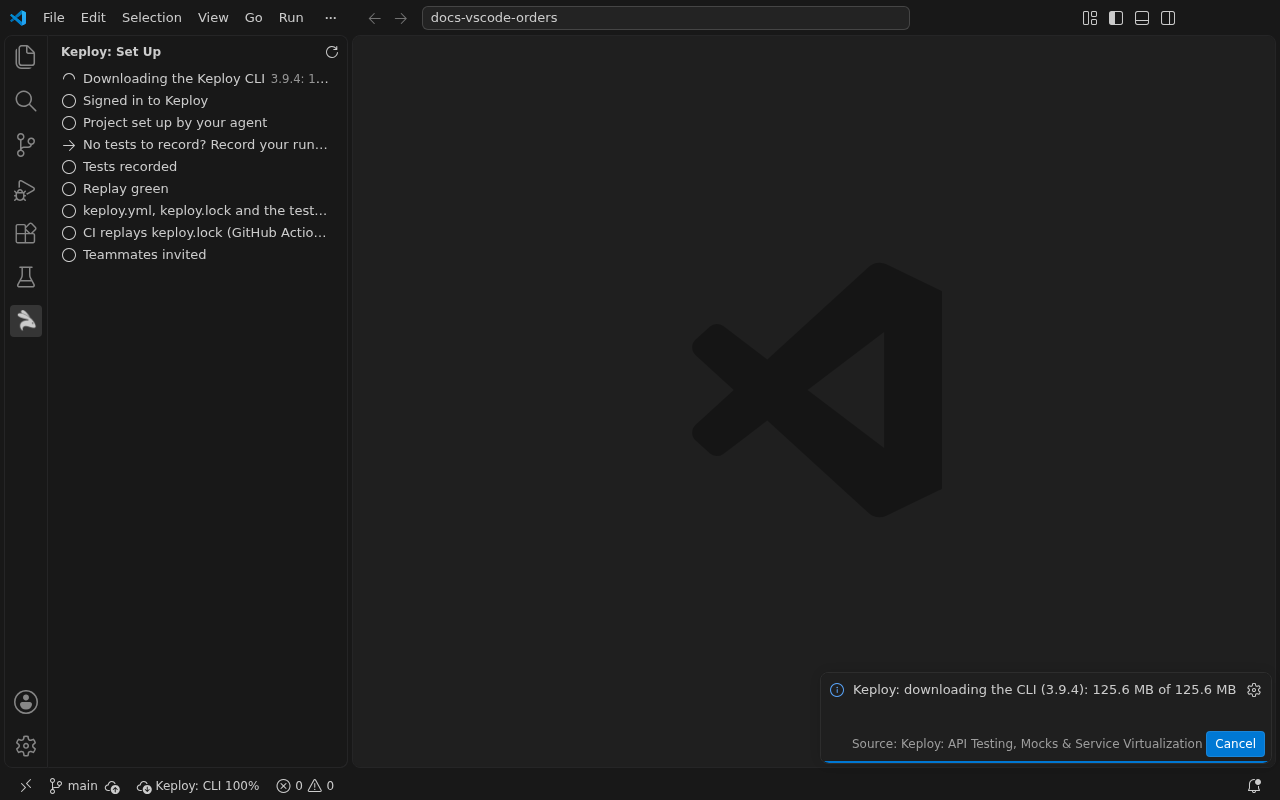 File Edit Selection View Go Run ···
docs-vscode-orders
Keploy: Set Up
Downloading the Keploy CLI 3.9.4: 1...
Signed in to Keploy
Project set up by your agent
No tests to record? Record your run...
Tests recorded
Replay green
keploy.yml, keploy.lock and the test...
CI replays keploy.lock (GitHub Actio...
Teammates invited
Keploy: downloading the CLI (3.9.4): 125.6 MB of 125.6 MB
Source: Keploy: API Testing, Mocks & Service Virtualization
Cancel
main Keploy: CLI 100% 0 0